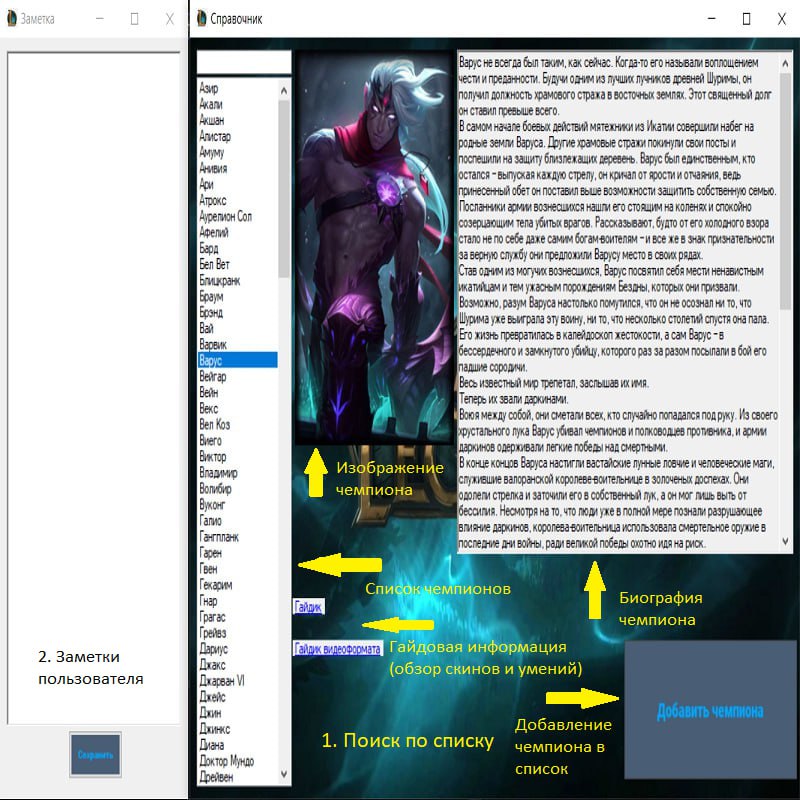 Заметка
2. Заметки
пользователя
Сохранить
Справочник
Азир
Акали
Акшан
Алистар
Амуму
Анивия
Ари
Атрокс
Аурелион Сол
Афелий
Бард
Бел Вет
Блицкранк
Браум
Брэнд
Вай
Варвик
Варус
Вейгар
Вейн
Векс
Вел Коз
Виего
Виктор
Владимир
Волибир
Вуконг
Галио
Гангпланк
Гарен
Гвен
Гекарим
Гнар
Грагас
Грейвз
Дариус
Джакс
Джарван VI
Джейс
Джин
Джинкс
Диана
Доктор Мундо
Дрейвен
Варус не всегда был таким, как сейчас. Когда-то его называли воплощением
чести и преданности. Будучи одним из лучших лучников древней Шуримы, он
получил должность храмового стража в восточных землях. Этот священный долг
он ставил превыше всего.
В самом начале боевых действий мятежники из Икатии совершили набег на
родные земли Варуса. Другие храмовые стражи покинули свои посты и
поспешили на защиту близлежащих деревень. Варус был единственным, кто
остался – выпуская каждую стрелу, он кричал от ярости и отчаяния, ведь
принесенный обет он поставил выше возможности защитить собственную семью.
Посланники армии вознесшихся нашли его стоящим на коленях и спокойно
созерцающим тела убитых врагов. Рассказывают, будто от его холодного взора
стало не по себе даже самим богам-воителям – и все же в знак признательности
за верную службу они предложили Варусу место в своих рядах.
Став одним из могучих вознесшихся, Варус посвятил себя мести ненавистным
икатийцам и тем ужасным порождениям Бездны, которых они призвали.
Возможно, разум Варуса настолько помутился, что он не осознал ни то, что
Шурима уже выиграла эту воину, ни то, что несколько столетий спустя она пала.
Его жизнь превратилась в калейдоскоп жестокости, а сам Варус – в
бессердечного и замкнутого убийцу, которого раз за разом посылали в бой его
падшие сородичи.
Весь известный мир трепетал, заслышав их имя.
Теперь их звали даркинами.
Воюя между собой, они сметали всех, кто случайно попадался под руку. Из своего
хрустального лука Варус убивал чемпионов и полководцев противника, и армии
даркинов одерживали легкие победы над смертными.
В конце концов Варуса настигли вастайские лунные ловчие и человеческие маги,
служившие валоранской королеве-воительнице в золоченых доспехах. Они
одолели стрелка и заточили его в собственный лук, а он мог лишь выть от
бессилия. Несмотря на то, что люди уже в полной мере познали разрушающее
влияние даркинов, королева-воительница использовала смертельное оружие в
последние дни войны, ради великой победы охотно идя на риск.
Изображение
чемпиона
Список чемпионов
Биография
чемпиона
Гайдик
Гайдик видеоформата
Гайдовая информация
(обзор скинов и умений)
1. Поиск по списку
Добавление
чемпиона в
список
Добавить чемпиона